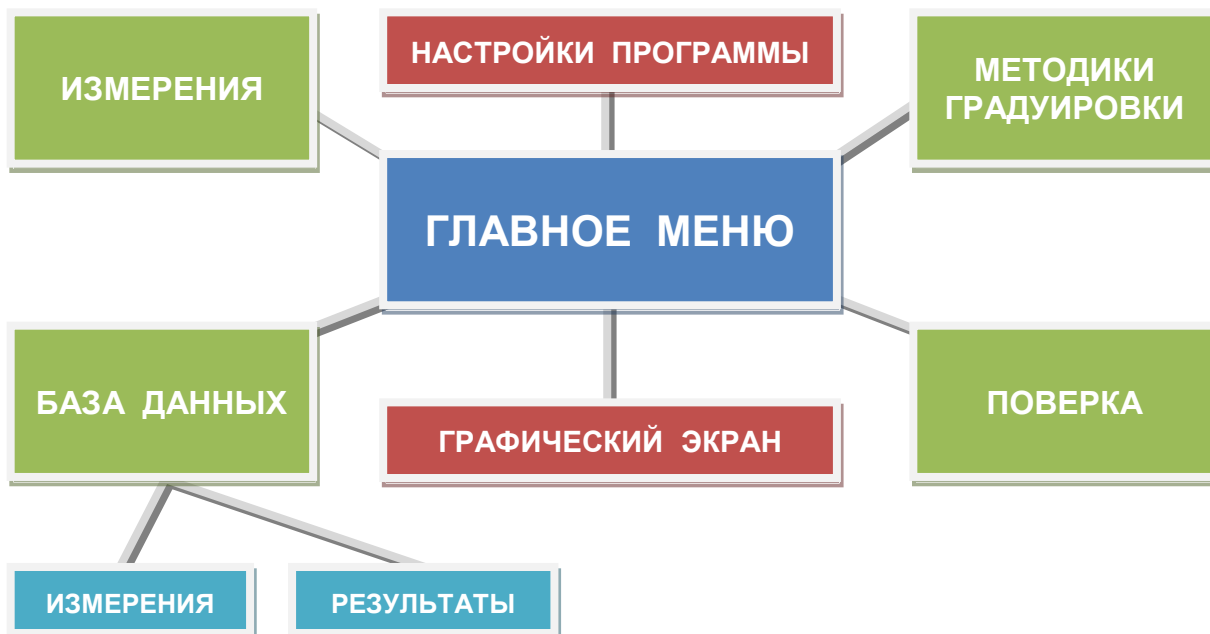 НАСТРОЙКИ ПРОГРАММЫ
ИЗМЕРЕНИЯ
МЕТОДИКИ
ГРАДУИРОВКИ
ГЛАВНОЕ МЕНЮ
БАЗА ДАННЫХ
ГРАФИЧЕСКИЙ ЭКРАН
ПОВЕРКА
ИЗМЕРЕНИЯ
РЕЗУЛЬТАТЫ